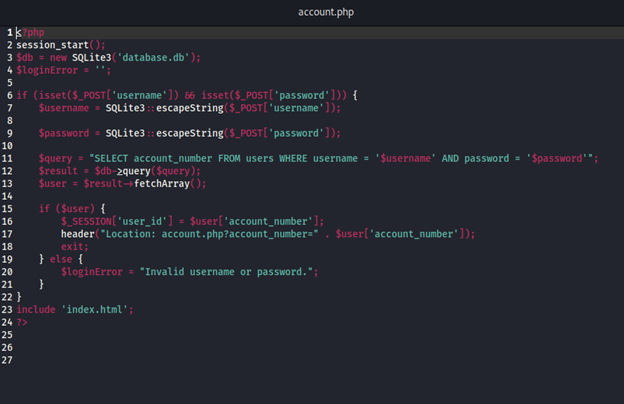 account.php
1 <?php
2 session_start();
3 $db = new SQLite3('database.db');
4 $loginError = '';
5
6 if (isset($_POST['username']) && isset($_POST['password'])) {
7     $username = SQLite3::escapeString($_POST['username']);
8
9     $password = SQLite3::escapeString($_POST['password']);
10
11     $query = "SELECT account_number FROM users WHERE username = '$username' AND password = '$password'";
12     $result = $db->query($query);
13     $user = $result->fetchArray();
14
15     if ($user) {
16         $_SESSION['user_id'] = $user['account_number'];
17         header("Location: account.php?account_number=" . $user['account_number']);
18         exit;
19     } else {
20         $loginError = "Invalid username or password.";
21     }
22 }
23 include 'index.html';
24 ?>
25
26
27